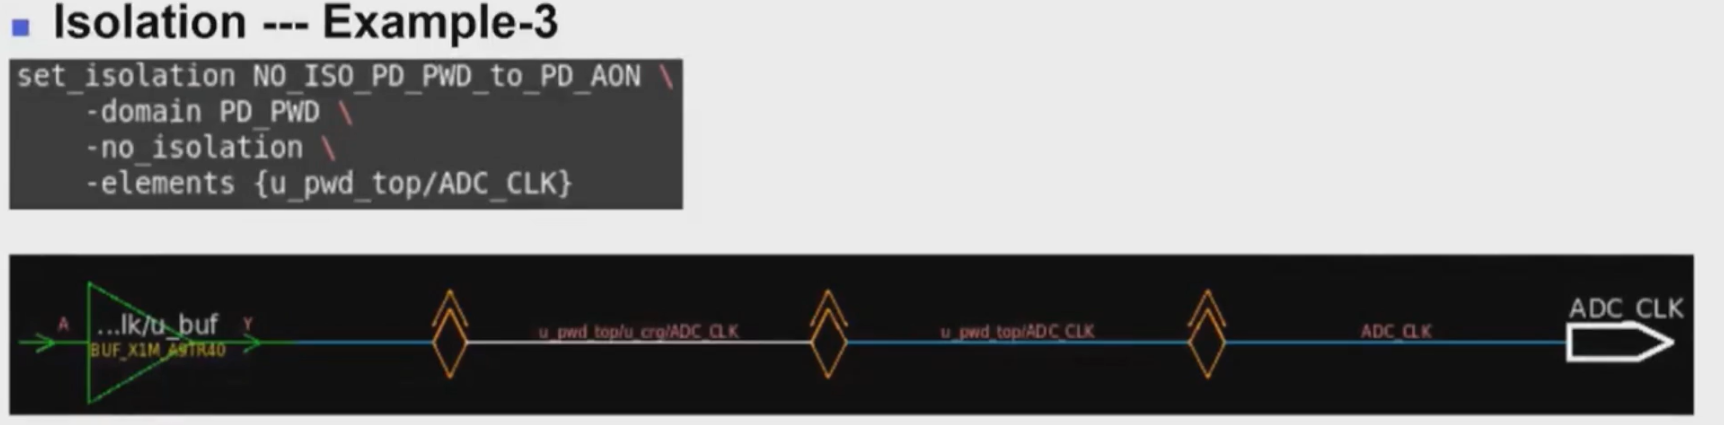 Isolation --- Example-3
set_isolation NO_ISO_PD_PWD_to_PD_AON \
-domain PD_PWD \
-no_isolation \
-elements {u_pwd_top/ADC_CLK}
ADC_CLK
A ...lk/u_buf Y u_pwd_top/u_crg/ADC_CLK u_pwd_top/ADC_CLK ADC_CLK
BUF_X1M_A9TR40